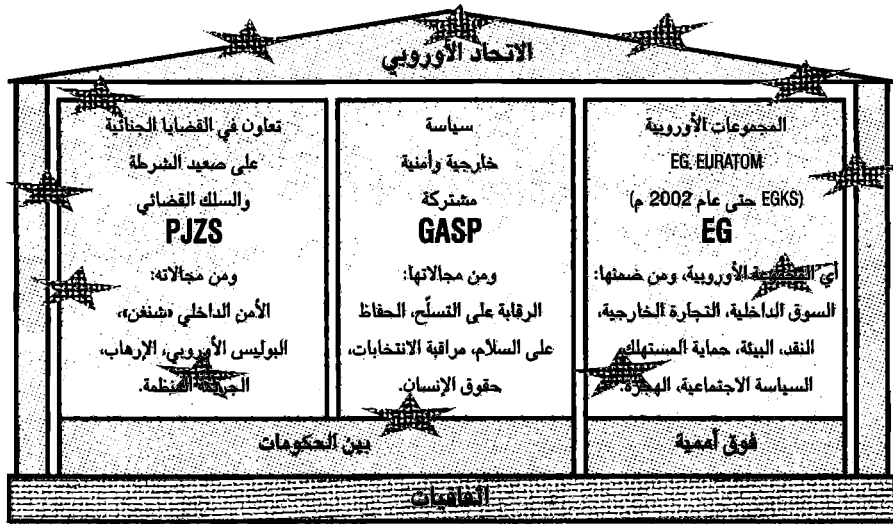 الاتحاد الأوروبي
المجموعات الأوروبية
EG, EURATOM
(EGKS حتى عام 2002 م)
EG
أي الأوروبية، ومن ضمنها:
السوق الداخلية، التجارة الخارجية،
النقد، البيئة، حماية المستهلك
السياسة الاجتماعية، الهجرة.
سياسة
خارجية وأمنية
مشتركة
GASP
ومن مجالاتها:
الرقابة على التسلّح، الحفاظ
على السلام، مراقبة الانتخابات،
حقوق الإنسان.
تعاون في القضايا الجنائية
على صعيد الشرطة
والسلك القضائي
PJZS
ومن مجالاته:
الأمن الداخلي «شنغن»،
البوليس الأوروبي، الإرهاب،
الجريمة المنظمة.
فوق أممية
بين الحكومات
اتفاقيات